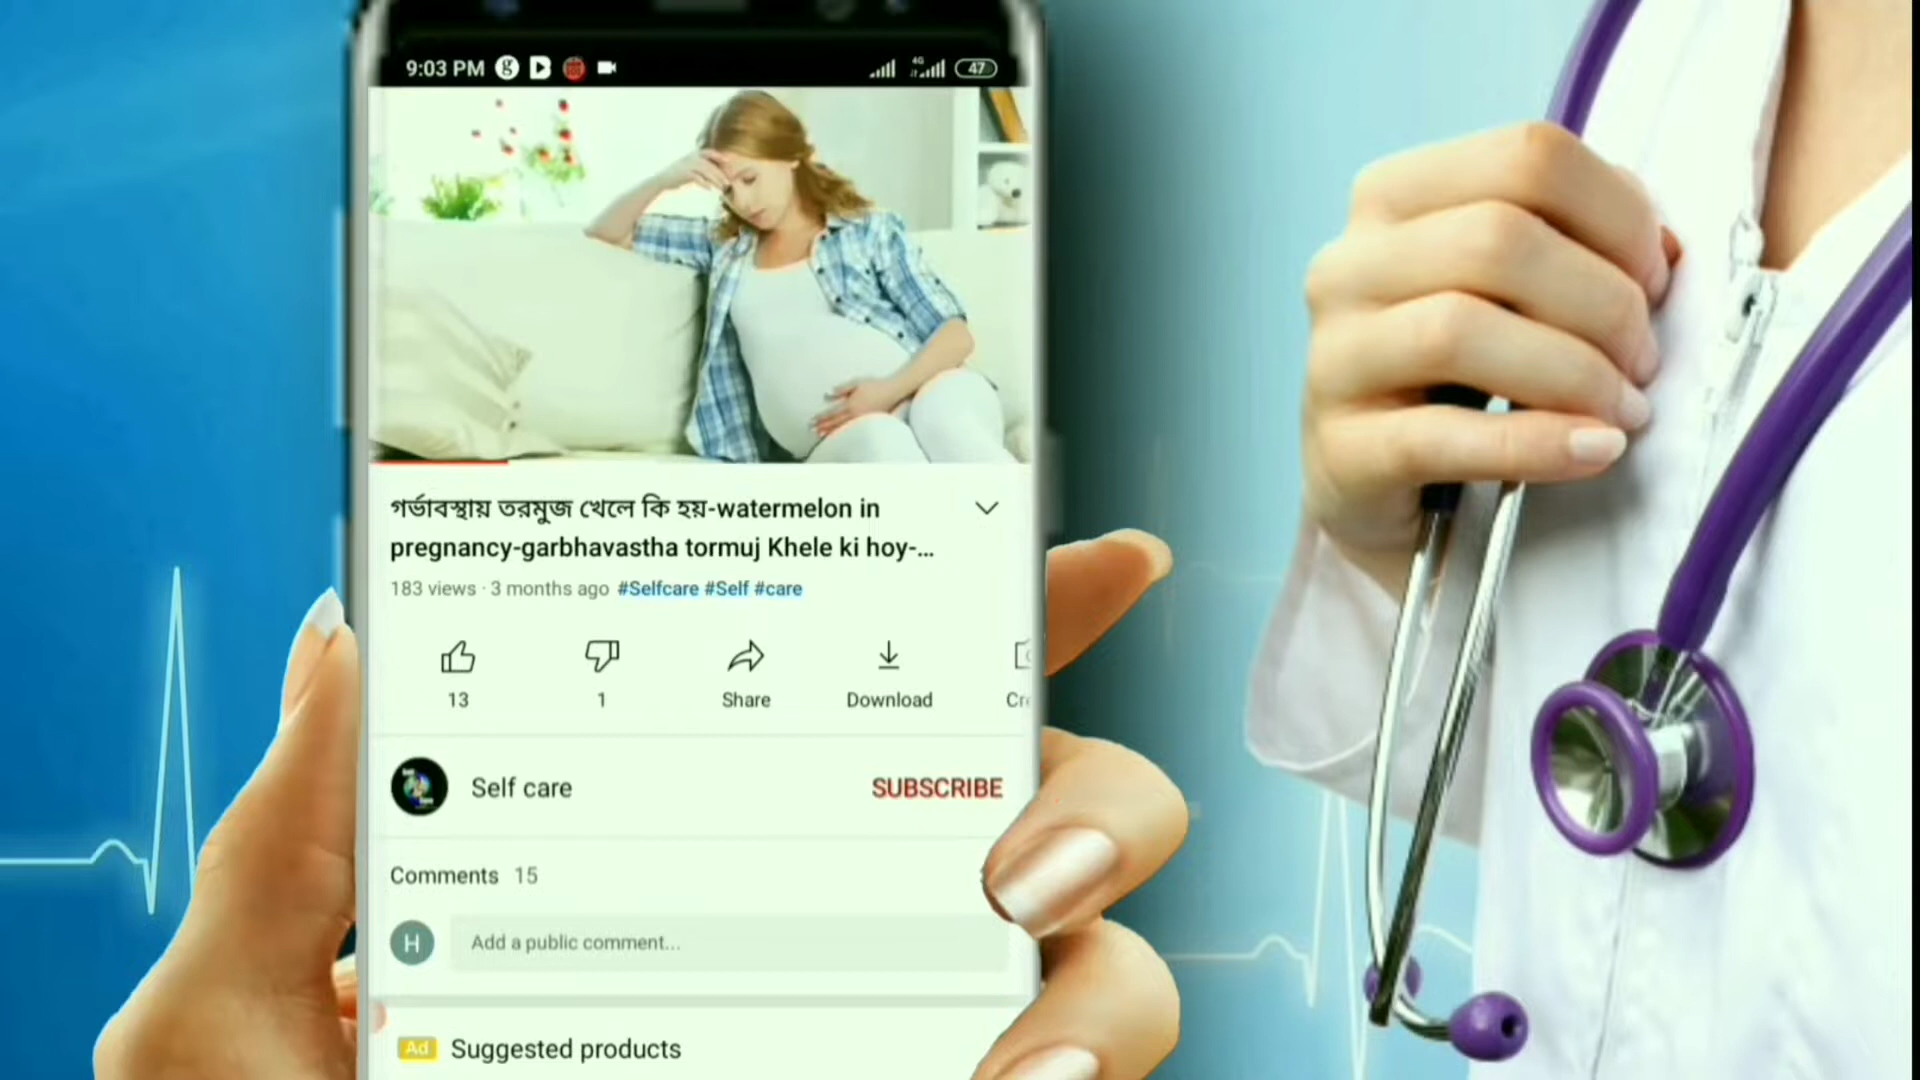 9:03 PM
4G
47
গর্ভাবস্থায় তরমুজ খেলে কি হয়-watermelon in
pregnancy-garbhavastha tormuj Khele ki hoy-...
183 views · 3 months ago #Selfcare #Self #care
13
1
Share
Download
Self care
SUBSCRIBE
Comments 15
H
Add a public comment...
Ad Suggested products